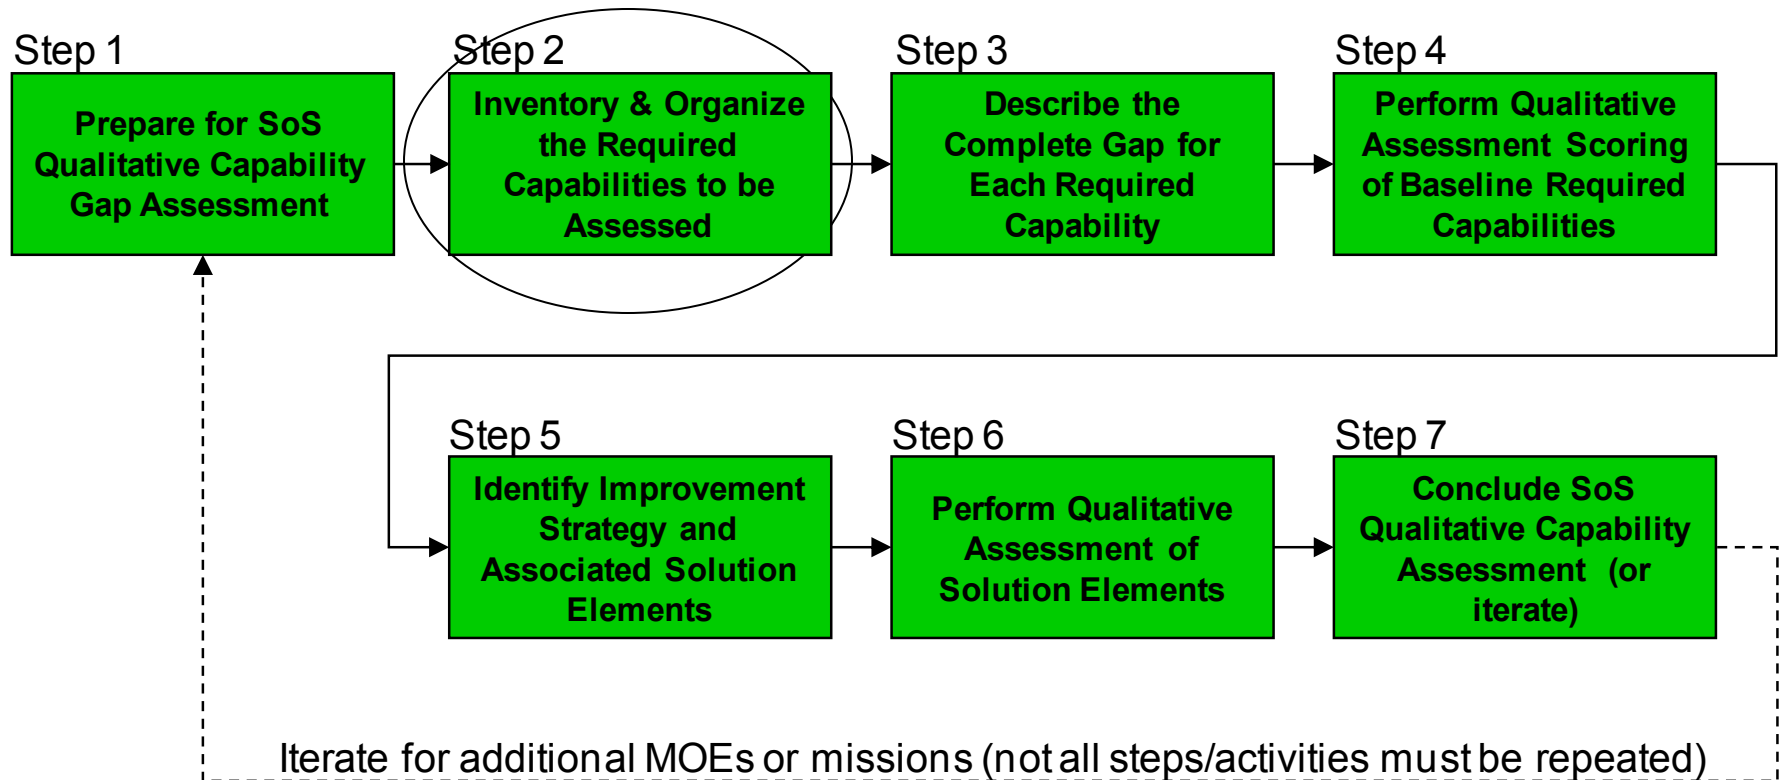 Step 1
Prepare for SoS
Qualitative Capability
Gap Assessment
Step 2
Inventory & Organize
the Required
Capabilities to be
Assessed
Step 3
Describe the
Complete Gap for
Each Required
Capability
Step 4
Perform Qualitative
Assessment Scoring
of Baseline Required
Capabilities
Step 5
Identify Improvement
Strategy and
Associated Solution
Elements
Step 6
Perform Qualitative
Assessment of
Solution Elements
Step 7
Conclude SoS
Qualitative Capability
Assessment (or
iterate)
Iterate for additional MOEs or missions (not all steps/activities must be repeated)